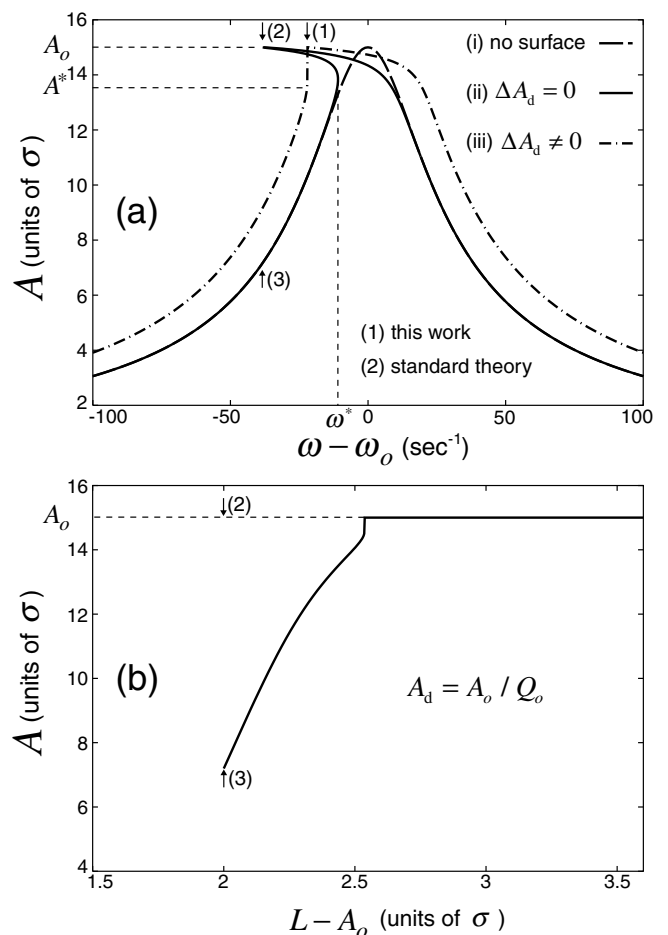 A_o
A*
16
14
12
10
8
6
4
2
A (units of σ)
(a)
(2) (1)
(3)
(i) no surface
(ii) ΔA_d = 0
(iii) ΔA_d ≠ 0
(1) this work
(2) standard theory
-100 -50 ω* 0 50 100
ω − ω_o (sec⁻¹)
A_o
16
14
12
10
8
6
4
A (units of σ)
(b)
(2)
(3)
A_d = A_o / Q_o
1.5 2 2.5 3 3.5
L − A_o (units of σ)